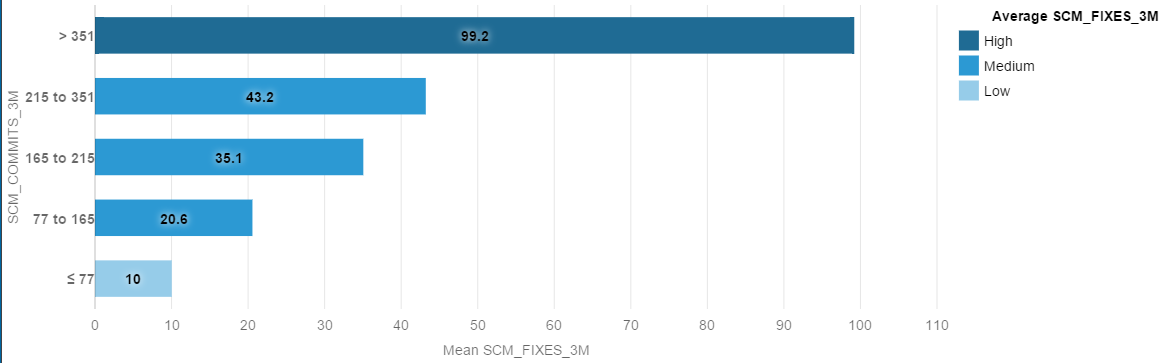 Average SCM_FIXES_3M
High
Medium
Low
SCM_COMMITS_3M
> 351
99.2
215 to 351
43.2
165 to 215
35.1
77 to 165
20.6
≤ 77
10
0 10 20 30 40 50 60 70 80 90 100 110
Mean SCM_FIXES_3M